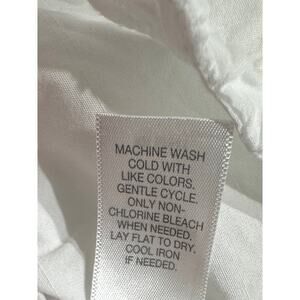 MACHINE WASH
COLD WITH
LIKE COLORS,
GENTLE CYCLE.
ONLY NON-
CHLORINE BLEACH
WHEN NEEDED.
LAY FLAT TO DRY.
COOL IRON
IF NEEDED.